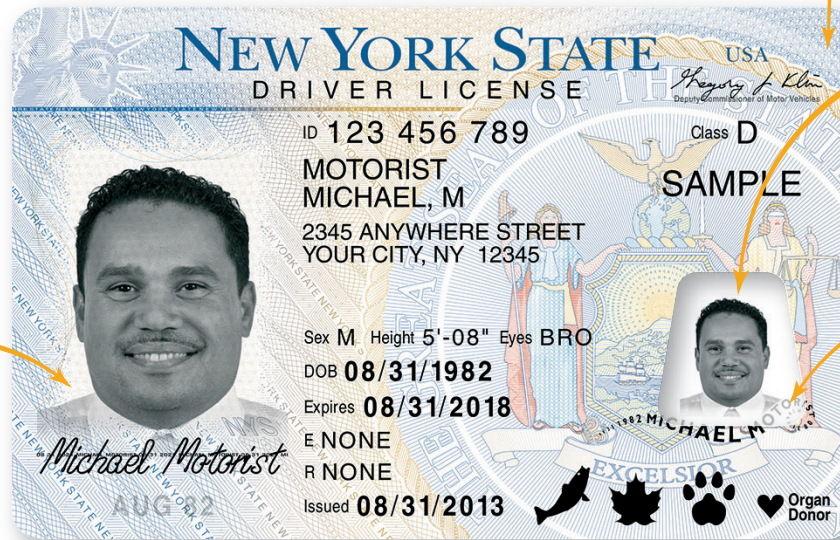 NEW YORK STATE USA
DRIVER LICENSE
Deputy Commissioner of Motor Vehicles
ID 123 456 789 Class D
MOTORIST
MICHAEL, M
SAMPLE
2345 ANYWHERE STREET
YOUR CITY, NY 12345
Sex M Height 5'-08" Eyes BRO
DOB 08/31/1982
Expires 08/31/2018
E NONE
R NONE
Issued 08/31/2013
Michael Motorist
AUG 82
MICHAEL M MOTORIST
EXCELSIOR
Organ
Donor